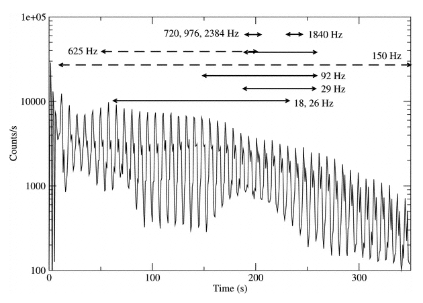 1e+05
720, 976, 2384 Hz
1840 Hz
625 Hz
150 Hz
92 Hz
29 Hz
18, 26 Hz
10000
1000
100
Counts/s
0
100
200
300
Time (s)